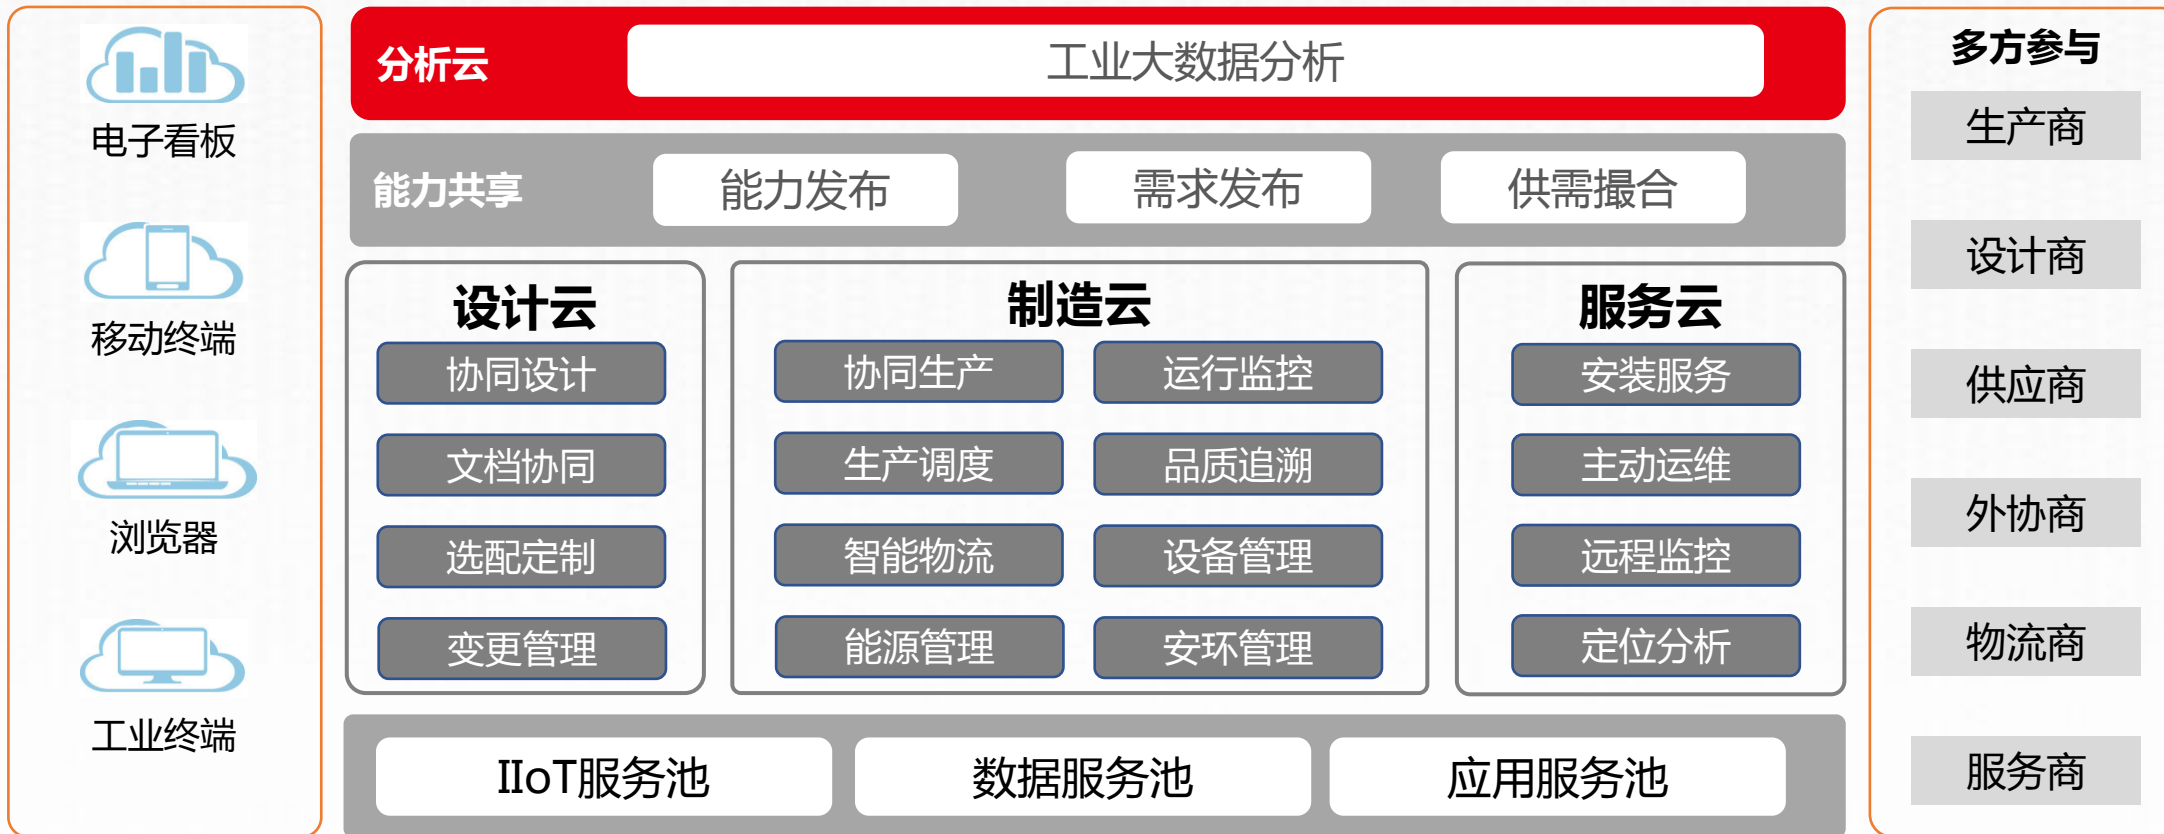 电子看板
移动终端
浏览器
工业终端
分析云
工业大数据分析
能力共享
能力发布
需求发布
供需撮合
设计云
协同设计
文档协同
选配定制
变更管理
制造云
协同生产
运行监控
生产调度
品质追溯
智能物流
设备管理
能源管理
安环管理
服务云
安装服务
主动运维
远程监控
定位分析
IIoT服务池
数据服务池
应用服务池
多方参与
生产商
设计商
供应商
外协商
物流商
服务商